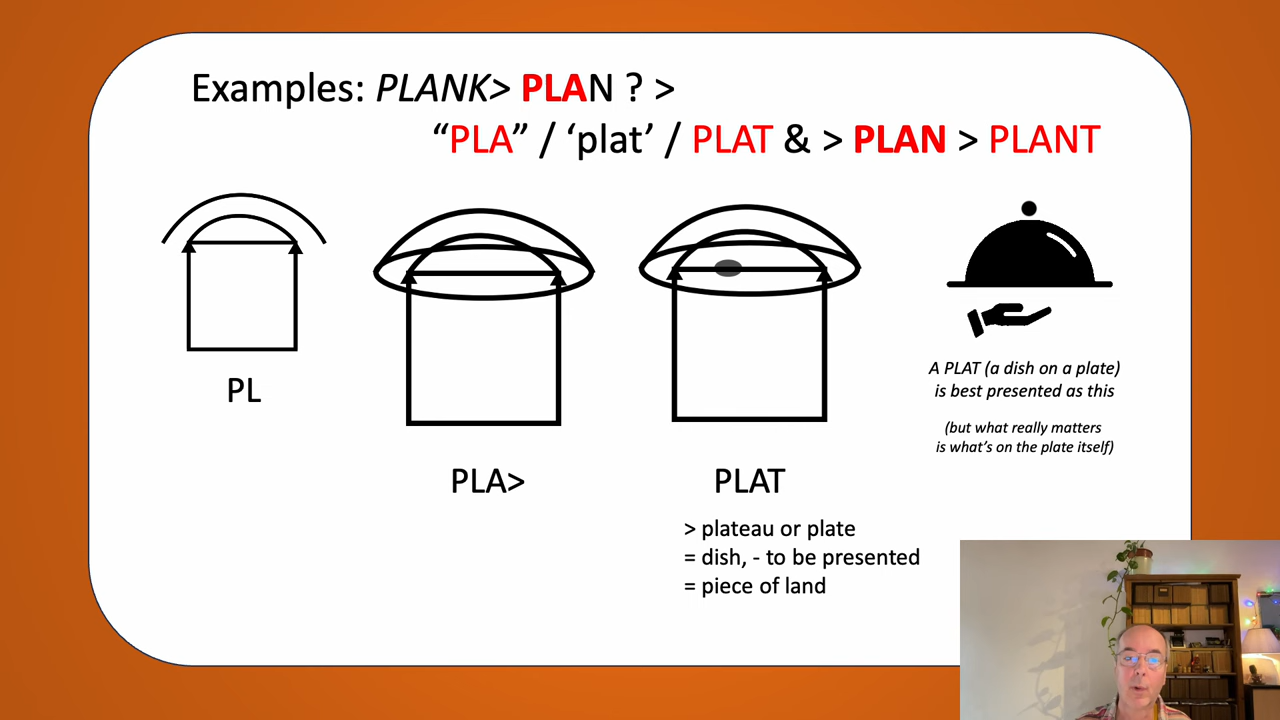 Examples: PLANK> PLAN ? >
“PLA” / ‘plat’ / PLAT & > PLAN > PLANT
PL
PLA>
PLAT
> plateau or plate
= dish, - to be presented
= piece of land
A PLAT (a dish on a plate)
is best presented as this
(but what really matters
is what’s on the plate itself)